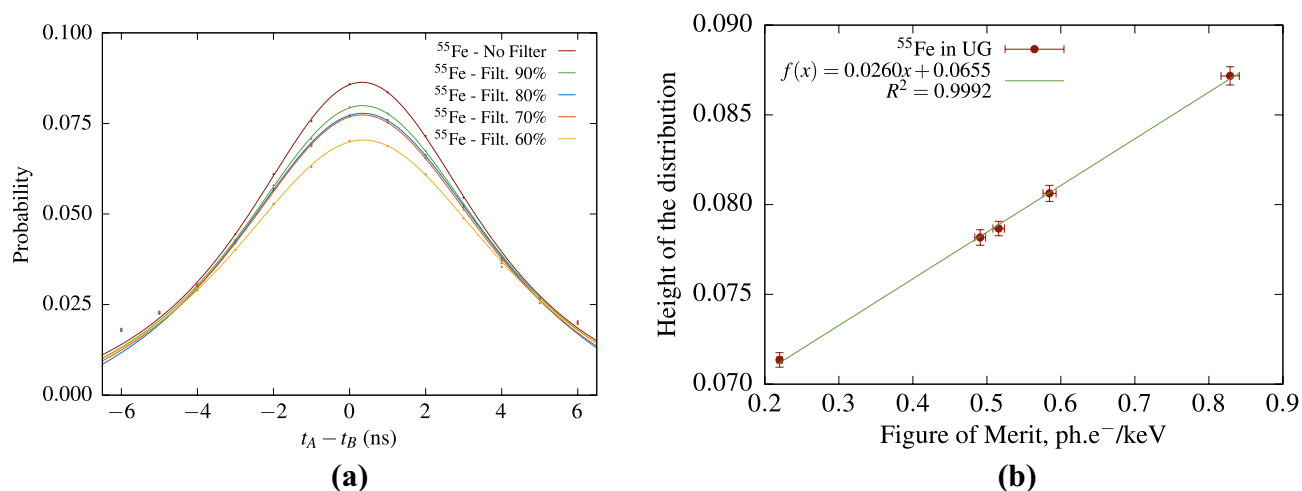 0.100
0.075
0.050
0.025
0.000
Probability
⁵⁵Fe - No Filter
⁵⁵Fe - Filt. 90%
⁵⁵Fe - Filt. 80%
⁵⁵Fe - Filt. 70%
⁵⁵Fe - Filt. 60%
−6 −4 −2 0 2 4 6
t_A − t_B (ns)
(a)
0.090
0.085
0.080
0.075
0.070
Height of the distribution
⁵⁵Fe in UG
f(x) = 0.0260x + 0.0655
R² = 0.9992
0.2 0.3 0.4 0.5 0.6 0.7 0.8 0.9
Figure of Merit, ph.e⁻/keV
(b)